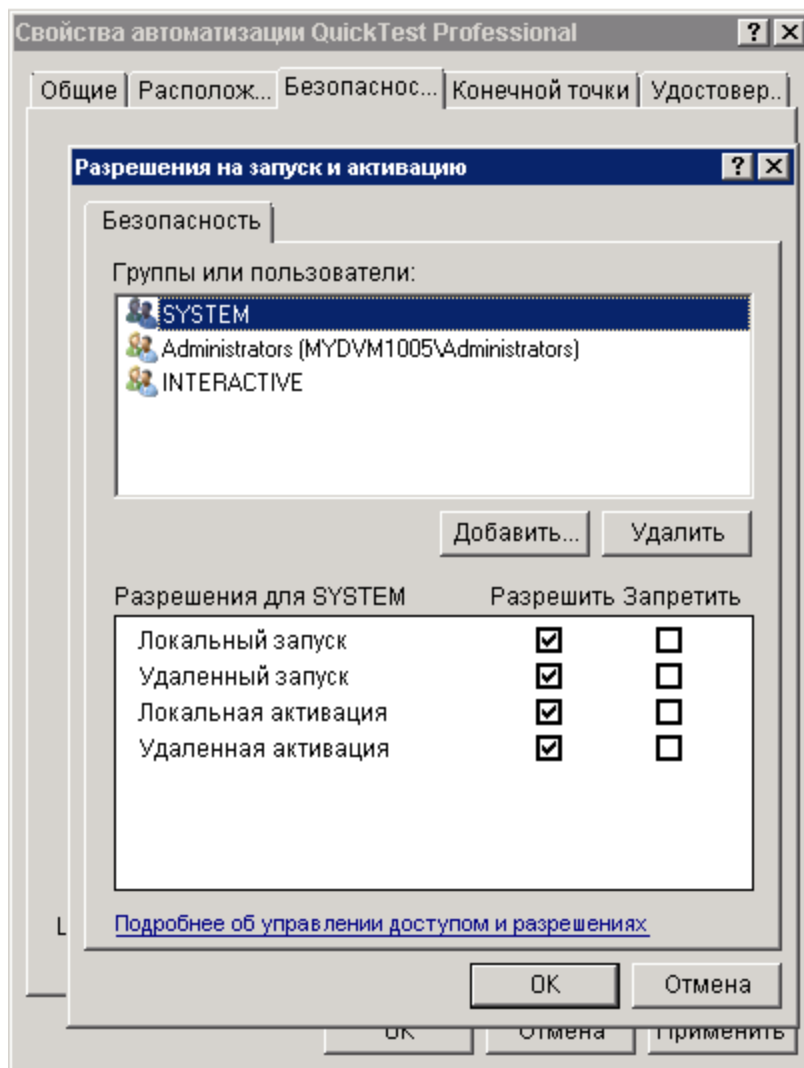 Свойства автоматизации QuickTest Professional
Общие Располож... Безопаснос... Конечной точки Удостовер..
Разрешения на запуск и активацию
Безопасность
Группы или пользователи:
SYSTEM
Administrators (MYDVM1005\Administrators)
INTERACTIVE
Добавить... Удалить
Разрешения для SYSTEM Разрешить Запретить
Локальный запуск
Удаленный запуск
Локальная активация
Удаленная активация
Подробнее об управлении доступом и разрешениях
OK Отмена
OK Отмена Применить